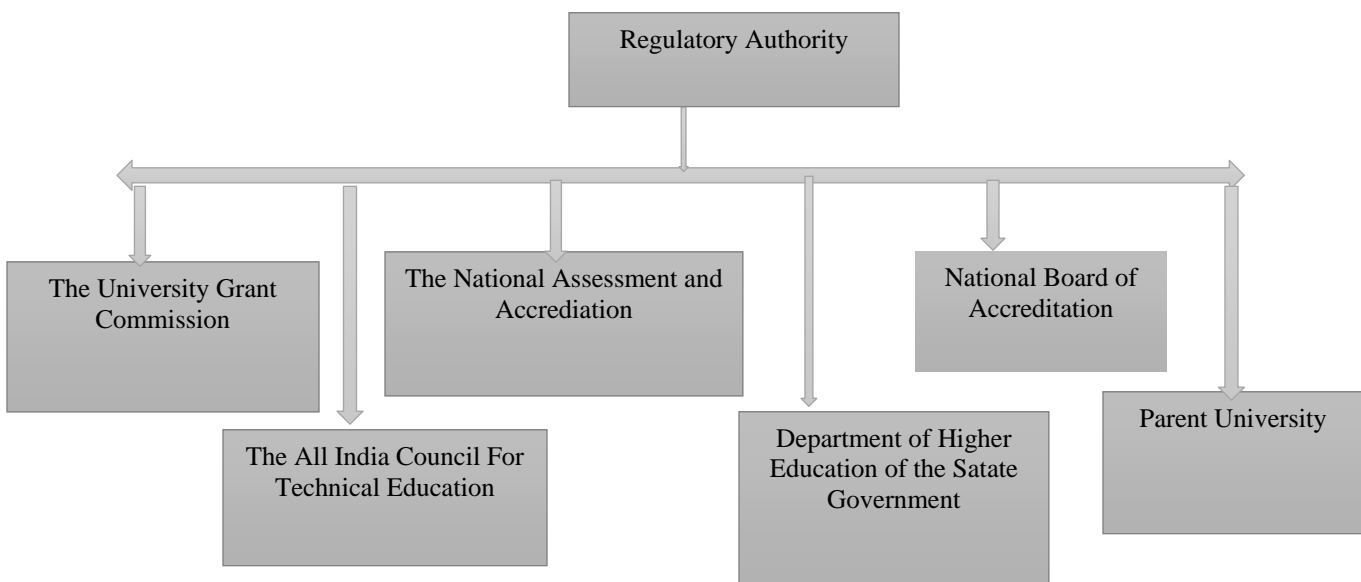 Regulatory Authority
The University Grant
Commission
The All India Council For
Technical Education
The National Assessment and
Accrediation
Department of Higher
Education of the Satate
Government
National Board of
Accreditation
Parent University